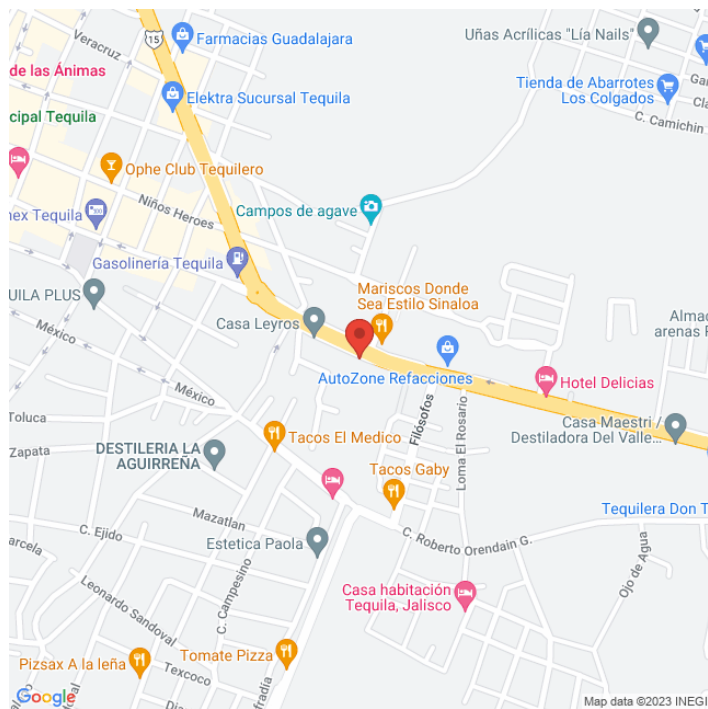 Veracruz
15
Farmacias Guadalajara
Uñas Acrílicas "Lía Nails"
de las Ánimas
Elektra Sucursal Tequila
Tienda de Abarrotes
Los Colgados
Gar
Cla
C. Camichin
cipal Tequila
Ophe Club Tequilero
Niños Heroes
Campos de agave
nex Tequila
Gasolinería Tequila
Mariscos Donde
Sea Estilo Sinaloa
UILA PLUS
Casa Leyros
México
Almac
arenas R
AutoZone Refacciones
Hotel Delicias
México
Toluca
Zapata
Tacos El Medico
Filósofos
Loma El Rosario
Casa Maestri /
Destiladora Del Valle...
DESTILERIA LA
AGUIRREÑA
Tacos Gaby
Mazatlan
Tequilera Don T
C. Ejido
arcela
Estetica Paola
C. Roberto Orendain G.
Ojo de Agua
Leonardo Sandoval
C. Campesino
Casa habitación
Tequila, Jalisco
Tomate Pizza
Pizsax A la leña
Texcoco
fradia
Google
Map data ©2023 INEGI